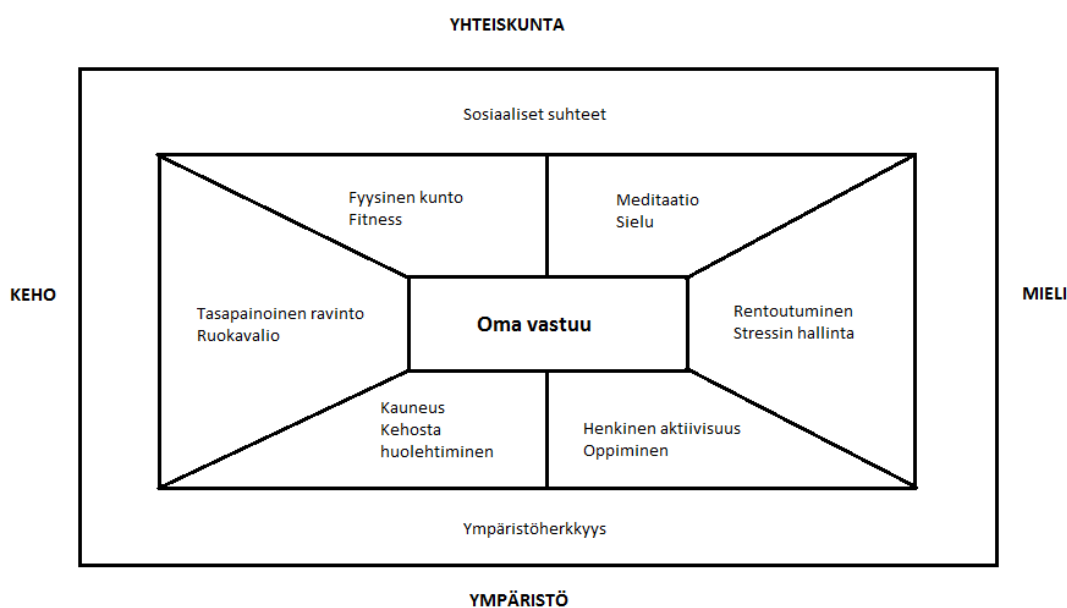 YHTEISKUNTA
Sosiaaliset suhteet
Fyysinen kunto
Fitness
Meditaatio
Sielu
KEHO
Tasapainoinen ravinto
Ruokavalio
Oma vastuu
Rentoutuminen
Stressin hallinta
MIELI
Kauneus
Kehosta
huolehtiminen
Henkinen aktiivisuus
Oppiminen
Ympäristöherkkyys
YMPÄRISTÖ